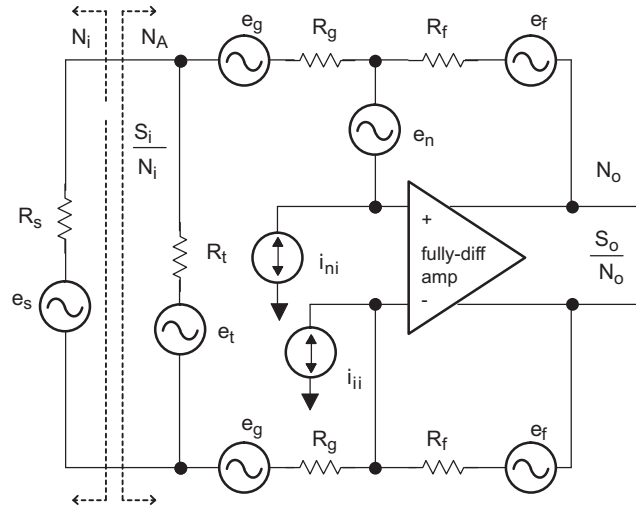 N_i N_A e_g R_g R_f e_f
S_i
N_i
e_n
N_o
R_s
R_t
i_ni
+
fully-diff
amp
-
S_o
N_o
e_s
e_t
i_ii
e_g R_g R_f e_f